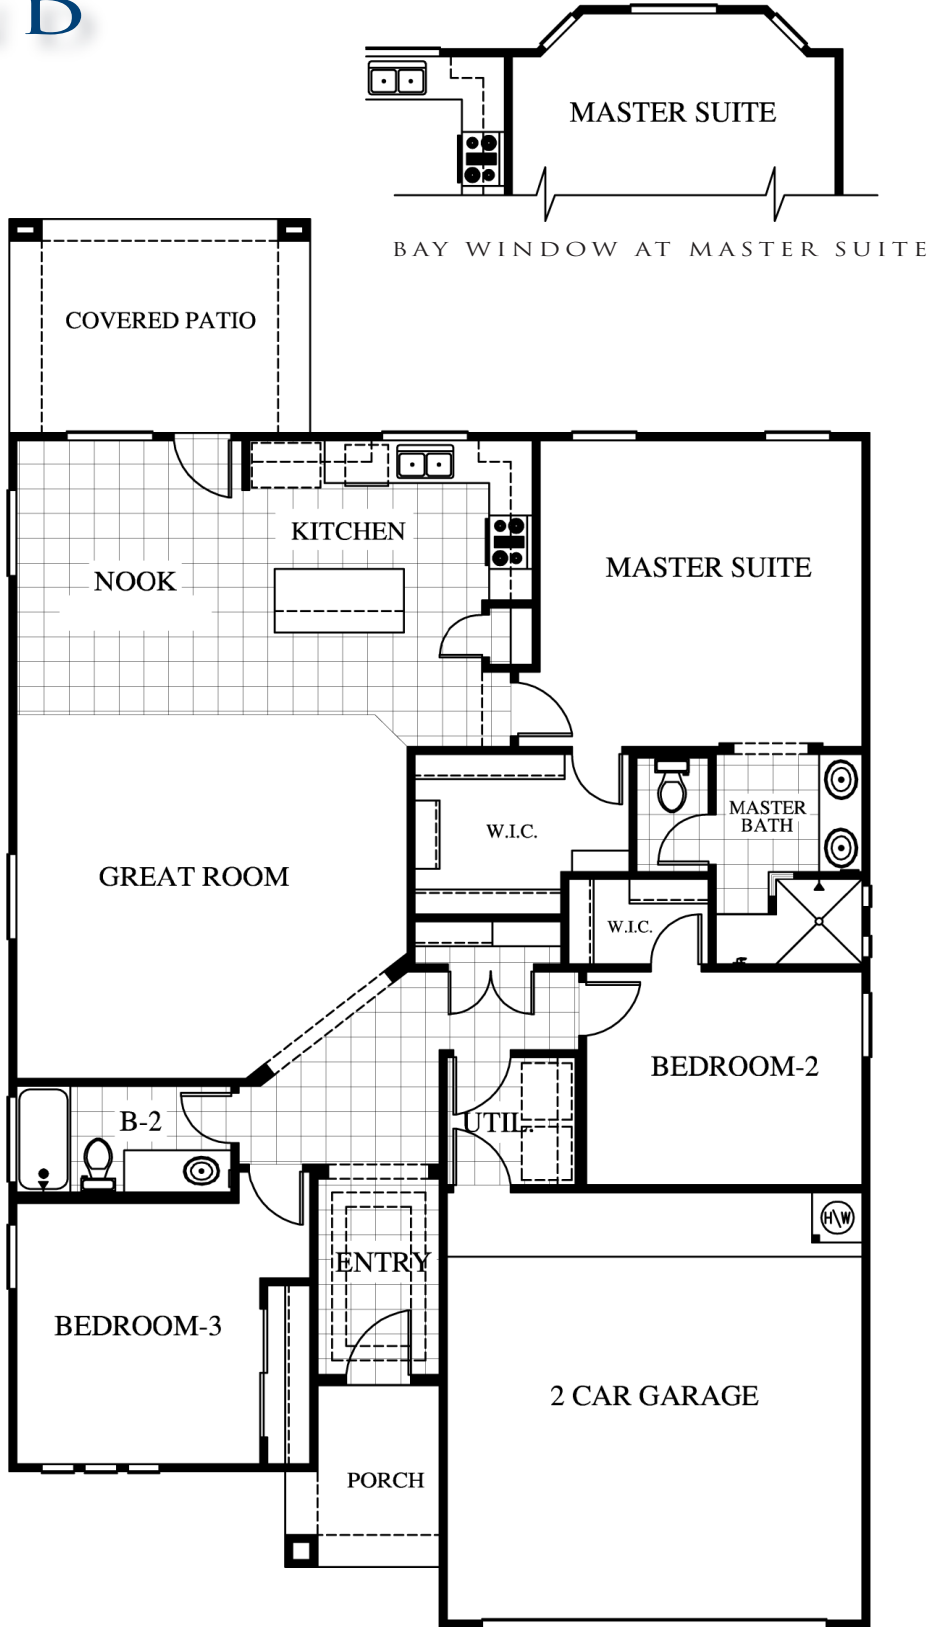 B
MASTER SUITE
BAY WINDOW AT MASTER SUITE
COVERED PATIO
KITCHEN
NOOK
MASTER SUITE
MASTER
BATH
W.I.C.
GREAT ROOM
W.I.C.
BEDROOM-2
B-2
UTIL.
H\W
ENTRY
BEDROOM-3
2 CAR GARAGE
PORCH